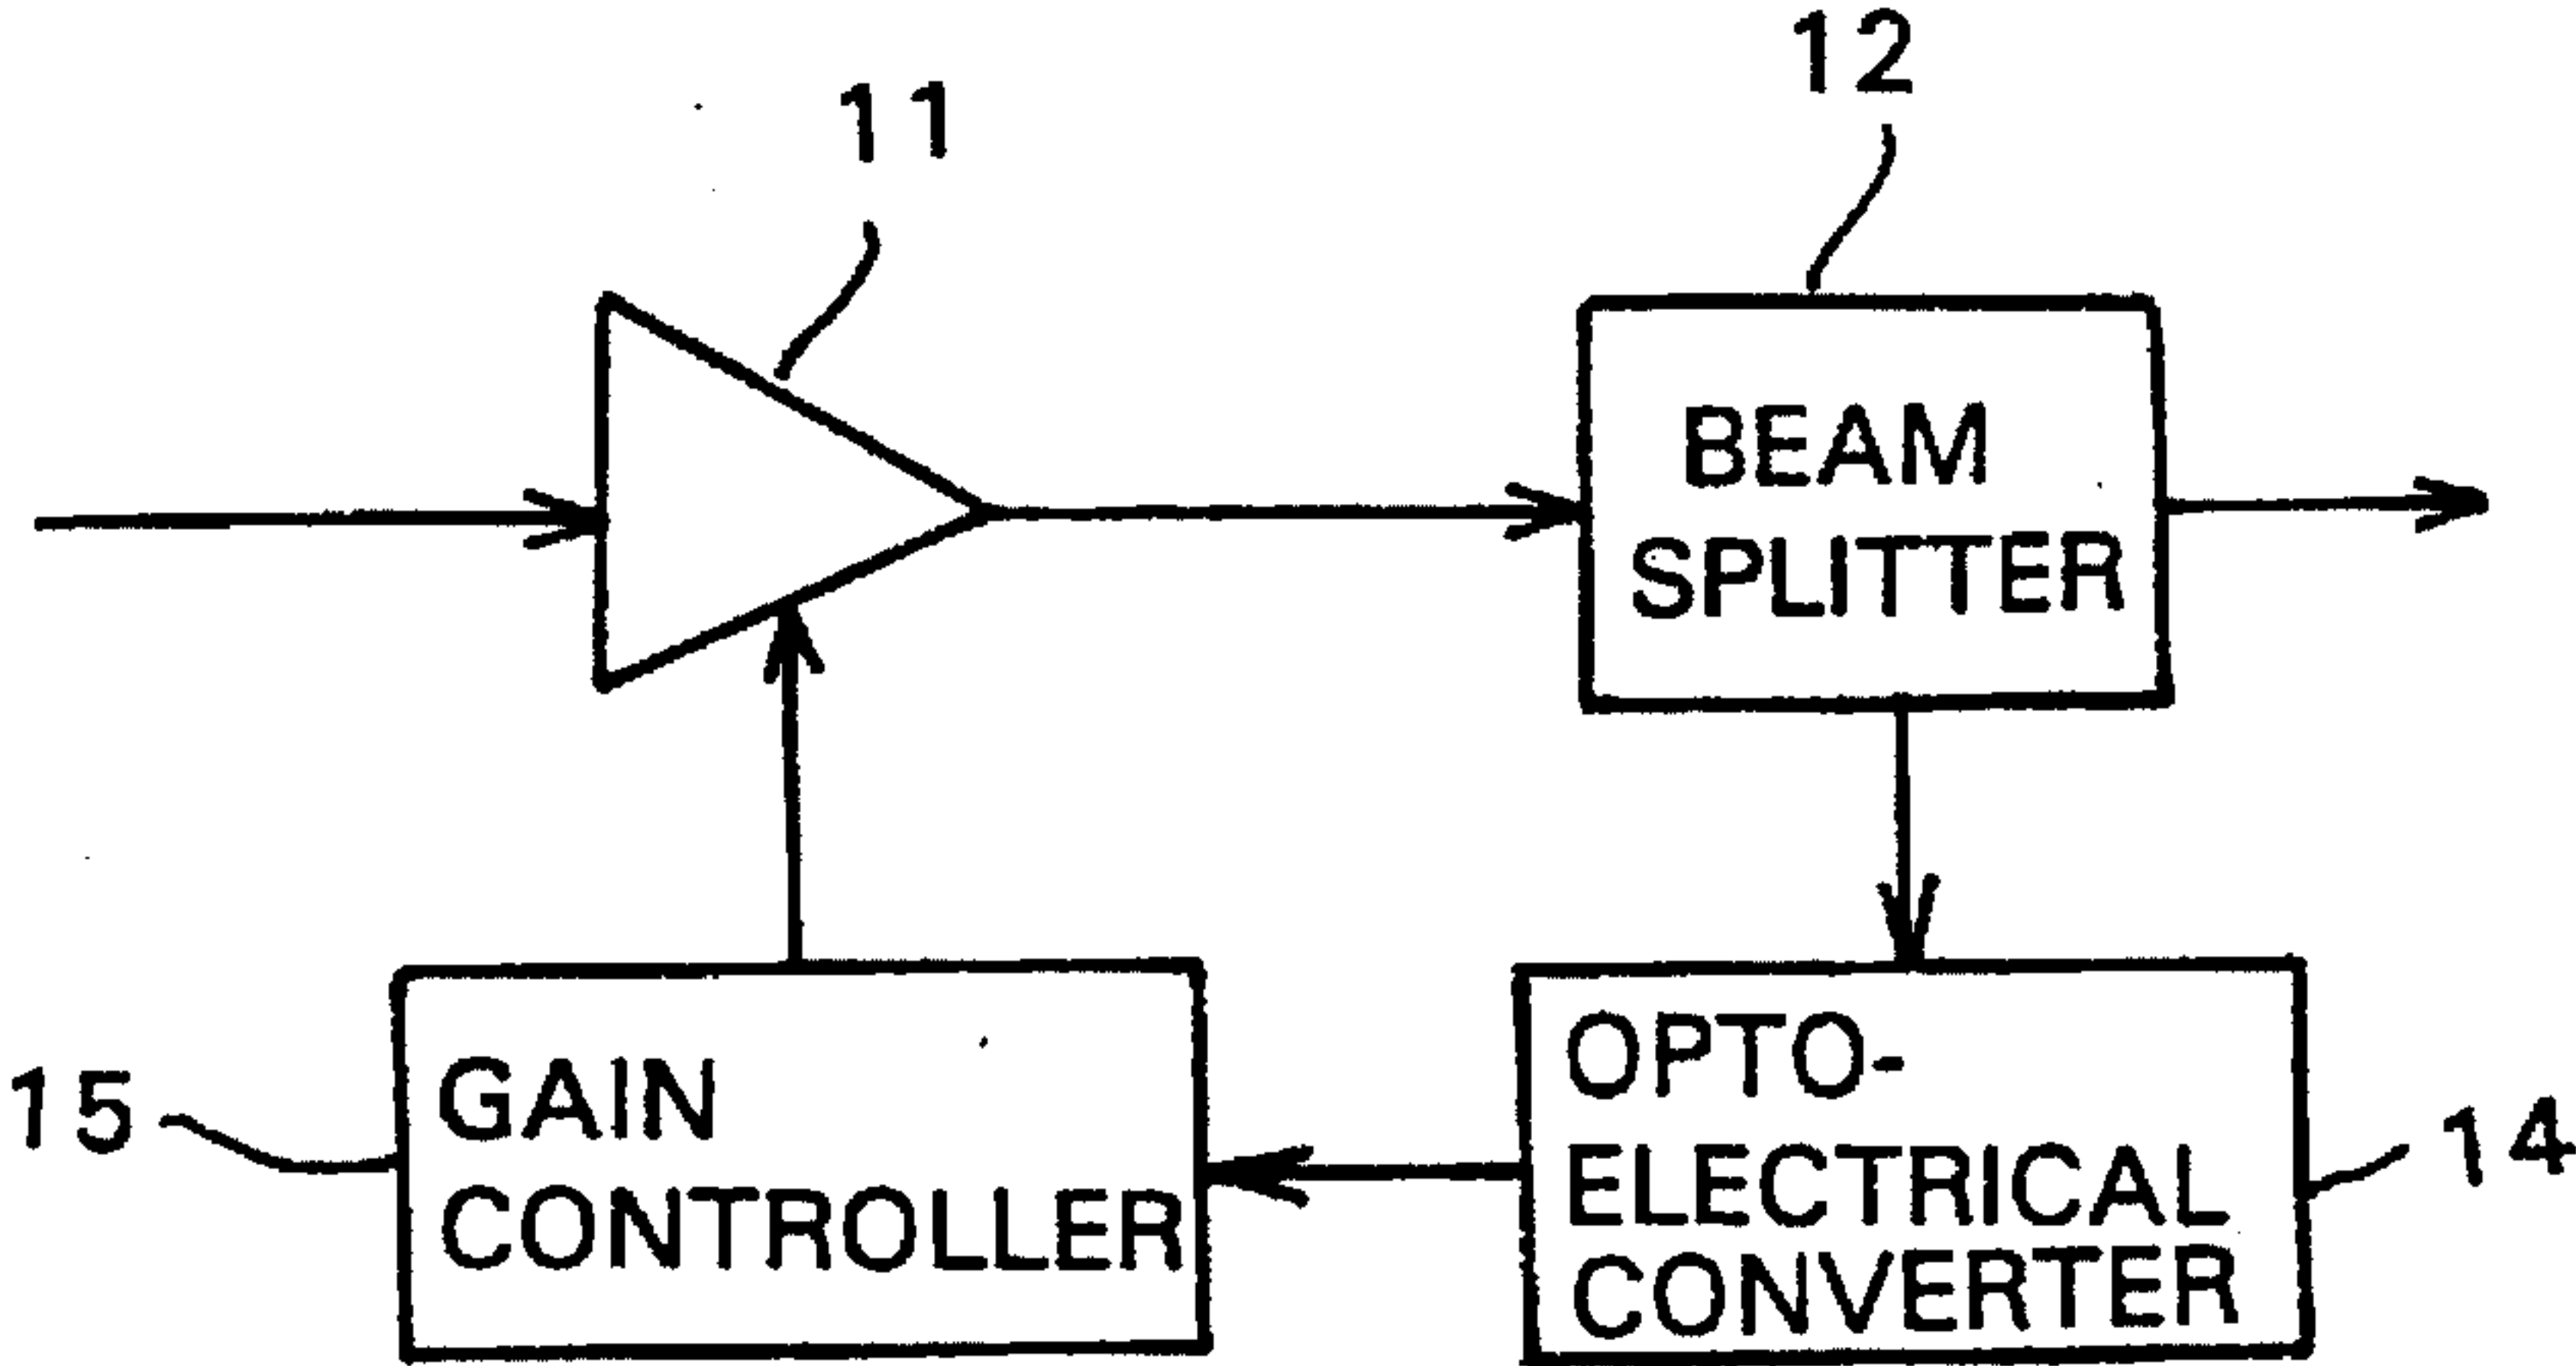 11
12
BEAM
SPLITTER
15
GAIN
CONTROLLER
OPTO-
ELECTRICAL
CONVERTER
14